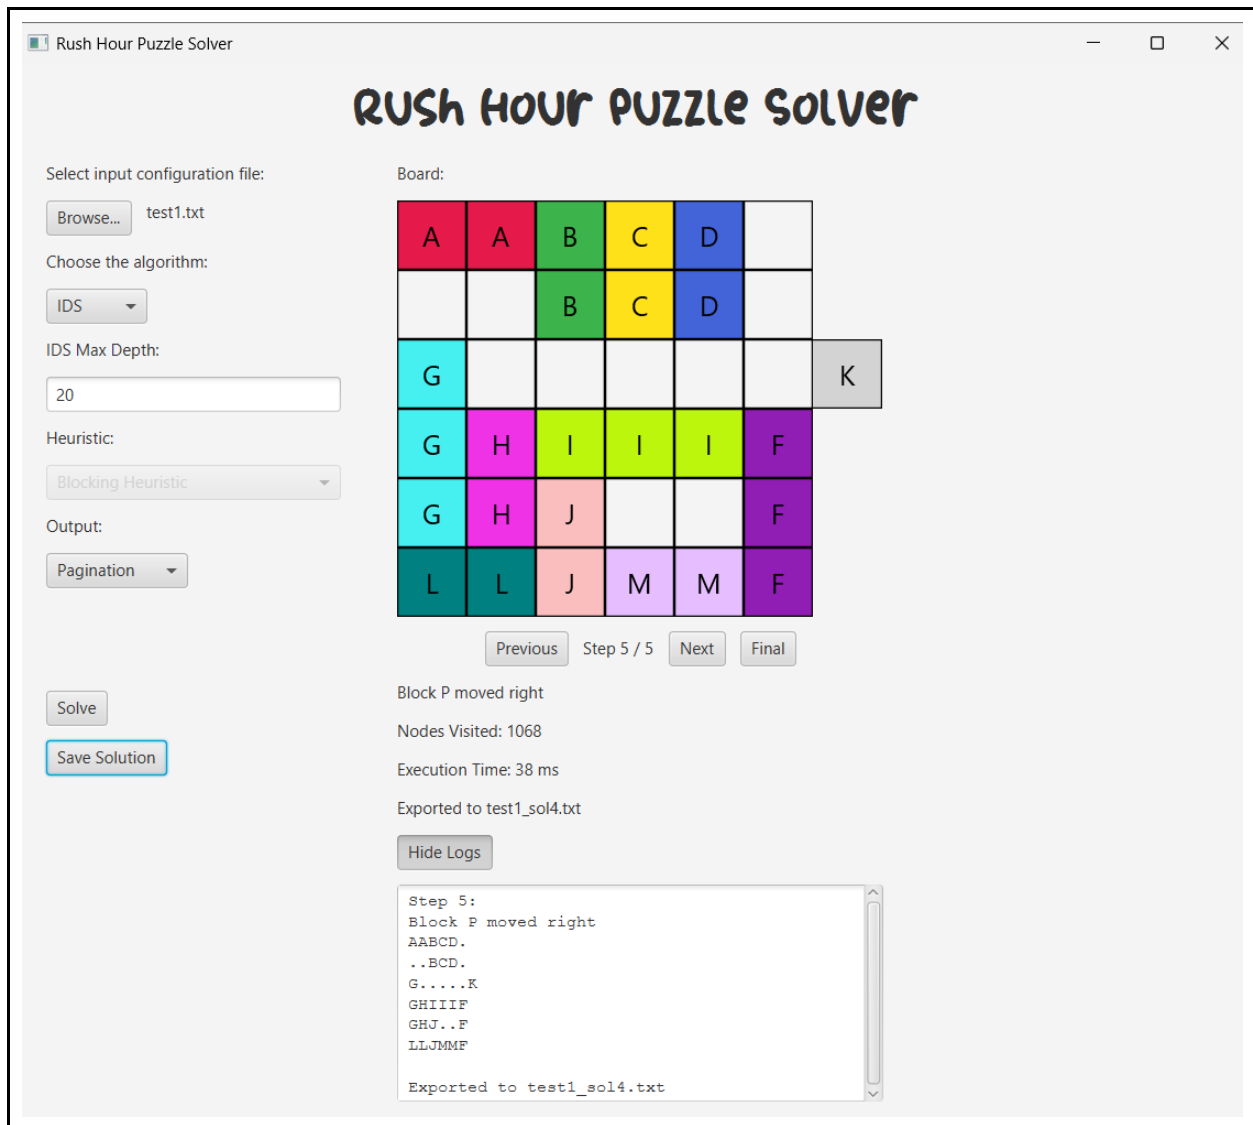 Rush Hour Puzzle Solver
Rush Hour Puzzle Solver
Select input configuration file:
Browse...
test1.txt
Choose the algorithm:
IDS
IDS Max Depth:
20
Heuristic:
Blocking Heuristic
Output:
Pagination
Solve
Save Solution
Board:
A A B C D
B C D
G K
G H I I I F
G H J F
L L J M M F
Previous Step 5 / 5 Next Final
Block P moved right
Nodes Visited: 1068
Execution Time: 38 ms
Exported to test1_sol4.txt
Hide Logs
Step 5:
Block P moved right
AABCD.
..BCD.
G.....K
GHIIIF
GHJ..F
LLJMMF
Exported to test1_sol4.txt